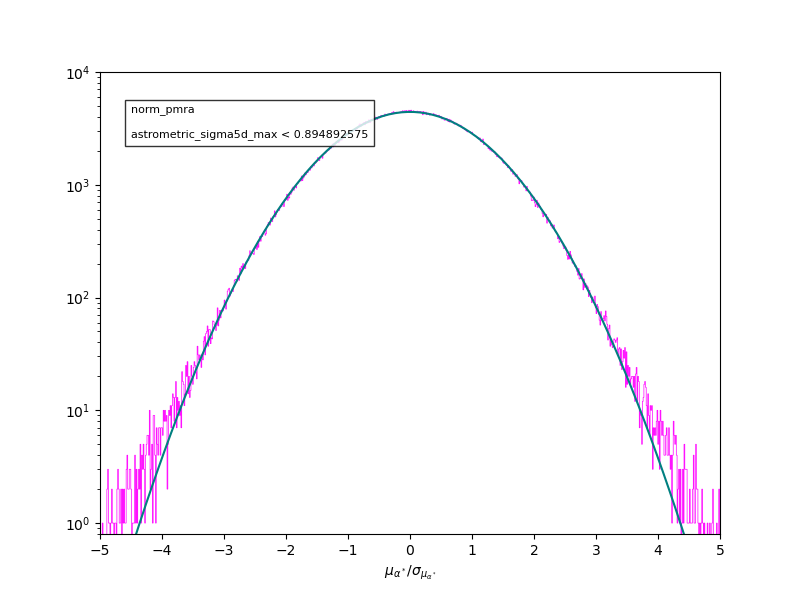 10⁴
10³
10²
10¹
10⁰
norm_pmra
astrometric_sigma5d_max < 0.894892575
−5 −4 −3 −2 −1 0 1 2 3 4 5
μα*/σμα*